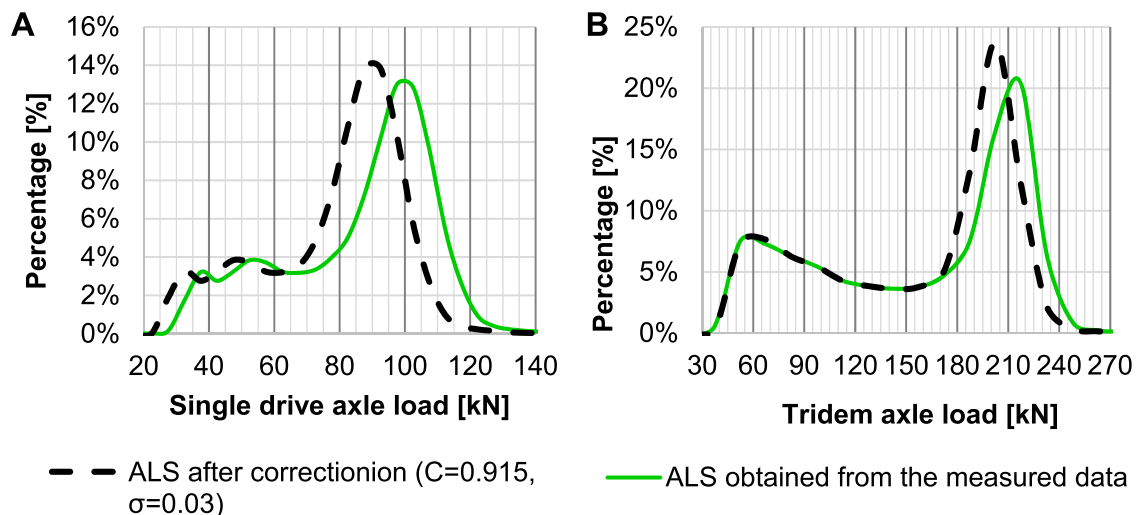 A
Percentage [%]
16%
14%
12%
10%
8%
6%
4%
2%
0%
20 40 60 80 100 120 140
Single drive axle load [kN]
B
Percentage [%]
25%
20%
15%
10%
5%
0%
30 60 90 120 150 180 210 240 270
Tridem axle load [kN]
ALS after correctionion (C=0.915,
σ=0.03)
ALS obtained from the measured data